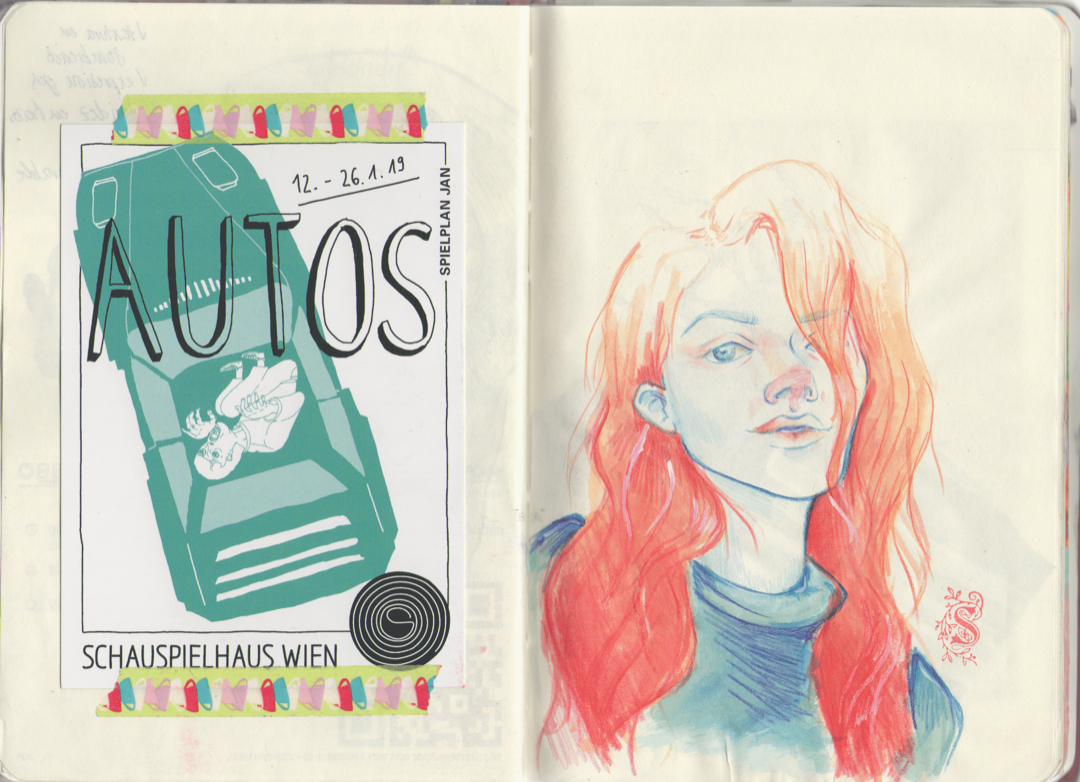 12. - 26.1.19
SPIELPLAN JAN
AUTOS
SCHAUSPIELHAUS WIEN
S